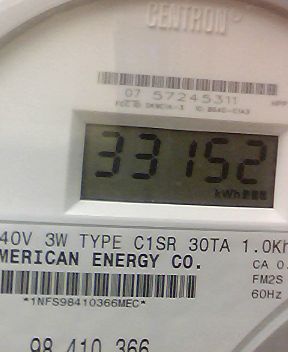 CENTRON
07 57245311
33152
kWh
40V 3W TYPE C1SR 30TA 1.0Kh
MERICAN ENERGY CO.
CA 0.
FM2S
60Hz
*1NFS98410366MEC*
98 410 366